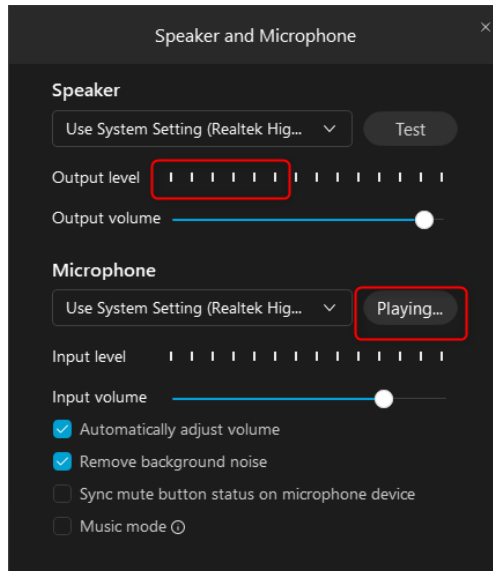 Speaker and Microphone
Speaker
Use System Setting (Realtek Hig...
Test
Output level
Output volume
Microphone
Use System Setting (Realtek Hig...
Playing...
Input level
Input volume
Automatically adjust volume
Remove background noise
Sync mute button status on microphone device
Music mode